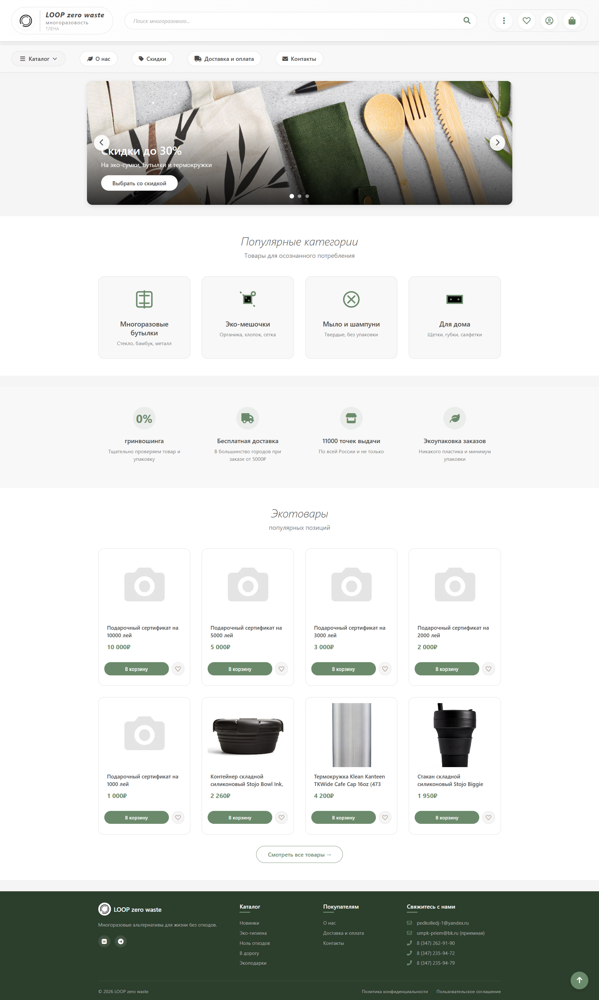 LOOP zero waste
многоразовость
ТЛЕНА
Поиск многоразового...
Каталог
О нас
Скидки
Доставка и оплата
Контакты
Скидки до 30%
На эко-сумки, бутылки и термокружки
Выбрать со скидкой
Популярные категории
Товары для осознанного потребления
Многоразовые
бутылки
Стекло, бамбук, металл
Эко-мешочки
Органика, хлопок, сетка
Мыло и шампуни
Твердые, без упаковки
Для дома
Щетки, губки, салфетки
0%
гринвошинга
Тщательно проверяем товар и
упаковку
Бесплатная доставка
В большинство городов при
заказе от 5000₽
11000 точек выдачи
По всей России и не только
Экоупаковка заказов
Никакого пластика и минимум
упаковки
Экотовары
популярных позиций
Подарочный сертификат на
10000 лей
10 000₽
В корзину
Подарочный сертификат на
5000 лей
5 000₽
В корзину
Подарочный сертификат на
3000 лей
3 000₽
В корзину
Подарочный сертификат на
2000 лей
2 000₽
В корзину
Подарочный сертификат на
1000 лей
1 000₽
В корзину
Контейнер складной
силиконовый Stojo Bowl Ink,
2 260₽
В корзину
Термокружка Klean Kanteen
TKWide Cafe Cap 16oz (473
4 200₽
В корзину
Стакан складной
силиконовый Stojo Biggie
1 950₽
В корзину
Смотреть все товары →
LOOP zero waste
Многоразовые альтернативы для жизни без отходов.
Каталог
Новинки
Эко-гигиена
Ноль отходов
В дорогу
Экоподарки
Покупателям
О нас
Доставка и оплата
Контакты
Свяжитесь с нами
pedkolledj-1@yandex.ru
umpk-priem@bk.ru (приемная)
8 (347) 262-91-90
8 (347) 235-94-72
8 (347) 235-94-79
© 2026 LOOP zero waste
Политика конфиденциальности
Пользовательское соглашение